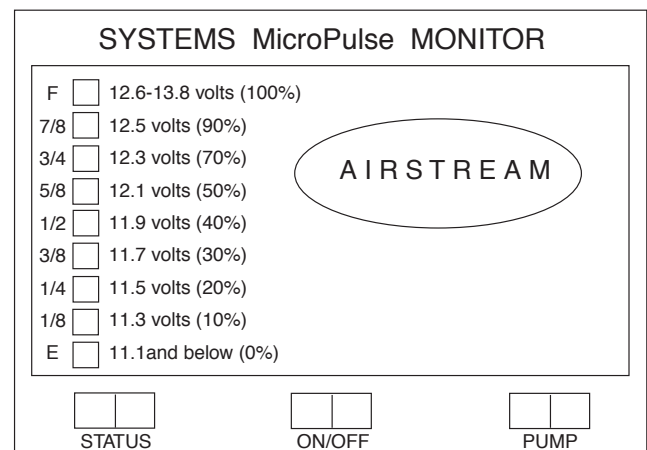 SYSTEMS MicroPulse MONITOR
F 12.6-13.8 volts (100%)
7/8 12.5 volts (90%)
3/4 12.3 volts (70%)
5/8 12.1 volts (50%)
1/2 11.9 volts (40%)
3/8 11.7 volts (30%)
1/4 11.5 volts (20%)
1/8 11.3 volts (10%)
E 11.1and below (0%)
AIRSTREAM
STATUS ON/OFF PUMP